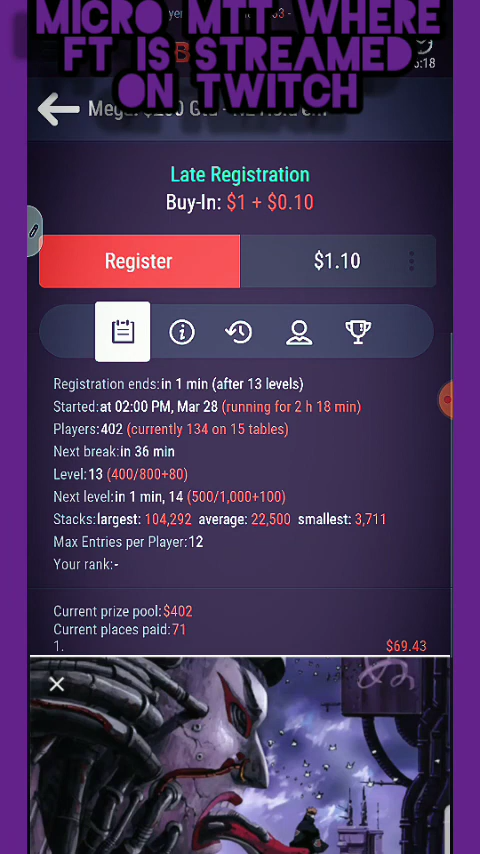 MICRO MTT WHERE
FT IS STREAMED
ON TWITCH
Late Registration
Buy-In: $1 + $0.10
Register
$1.10
Registration ends: in 1 min (after 13 levels)
Started: at 02:00 PM, Mar 28 (running for 2 h 18 min)
Players: 402 (currently 134 on 15 tables)
Next break: in 36 min
Level: 13 (400/800+80)
Next level: in 1 min, 14 (500/1,000+100)
Stacks: largest: 104,292 average: 22,500 smallest: 3,711
Max Entries per Player: 12
Your rank: -
Current prize pool: $402
Current places paid: 71
1. $69.43